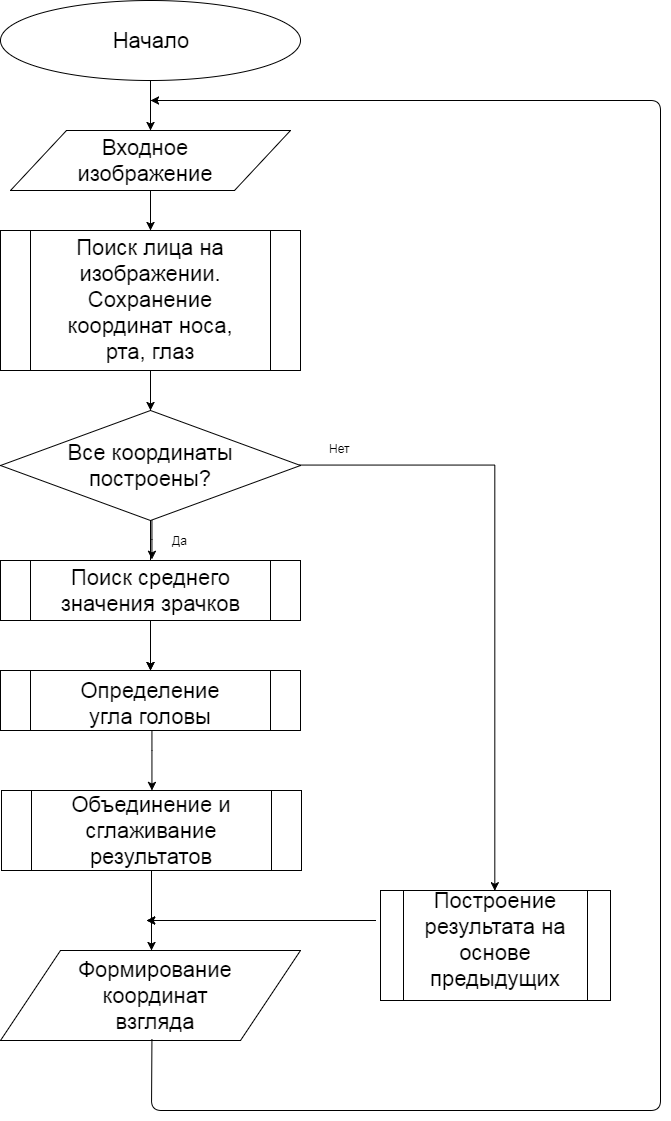 Начало
Входное
изображение
Поиск лица на
изображении.
Сохранение
координат носа,
рта, глаз
Все координаты
построены?
Нет
Да
Поиск среднего
значения зрачков
Определение
угла головы
Объединение и
сглаживание
результатов
Построение
результата на
основе
предыдущих
Формирование
координат
взгляда